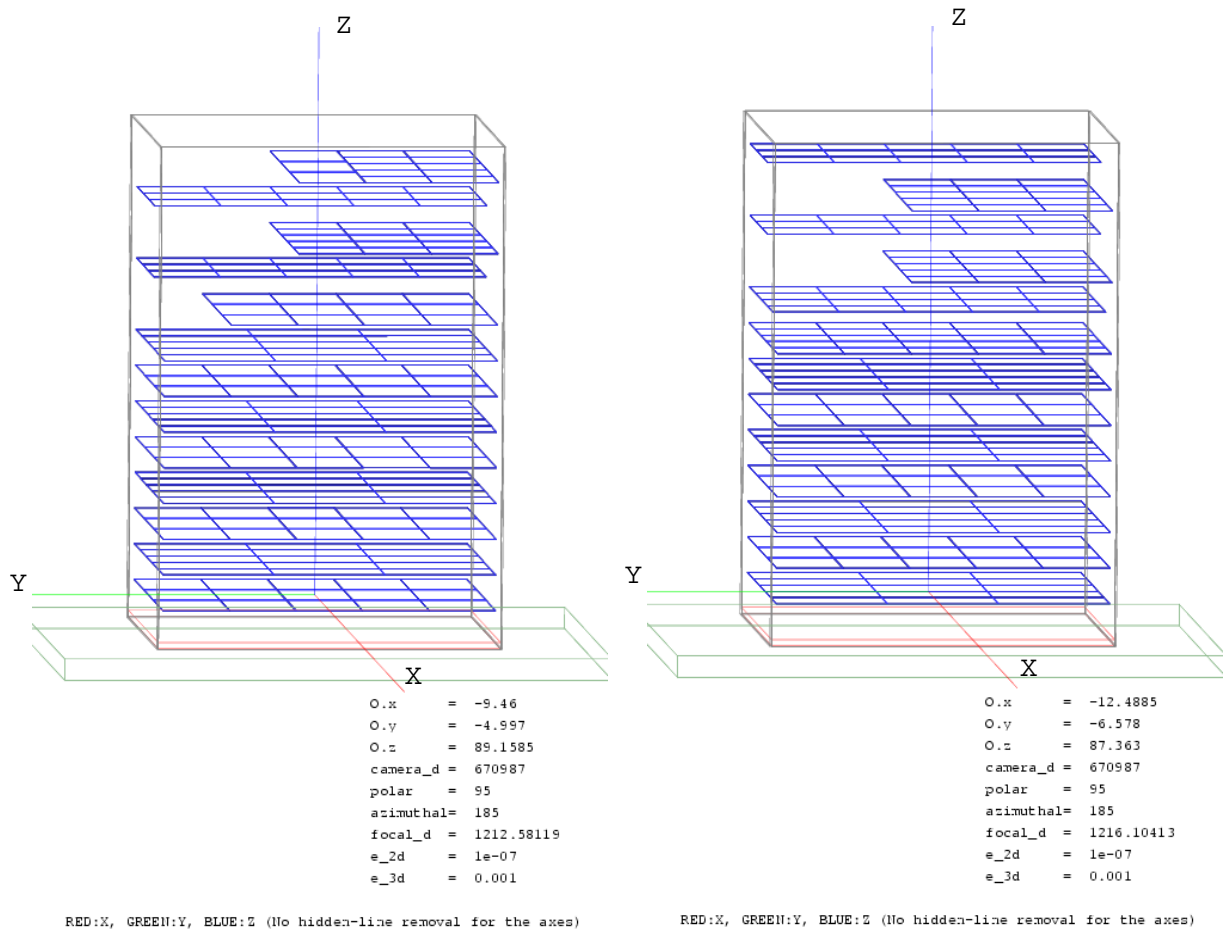 Z
Y
X
O.x = -9.46
O.y = -4.997
O.z = 89.1585
camera_d = 670987
polar = 95
azimuthal= 185
focal_d = 1212.58119
e_2d = 1e-07
e_3d = 0.001
RED:X, GREEN:Y, BLUE:Z (No hidden-line removal for the axes)
Z
Y
X
O.x = -12.4885
O.y = -6.578
O.z = 87.363
camera_d = 670987
polar = 95
azimuthal= 185
focal_d = 1216.10413
e_2d = 1e-07
e_3d = 0.001
RED:X, GREEN:Y, BLUE:Z (No hidden-line removal for the axes)